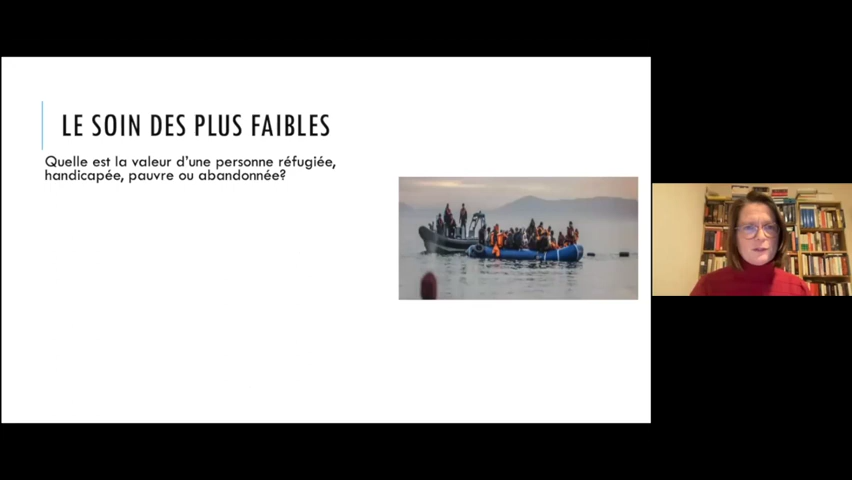 LE SOIN DES PLUS FAIBLES
Quelle est la valeur d'une personne réfugiée,
handicapée, pauvre ou abandonnée?